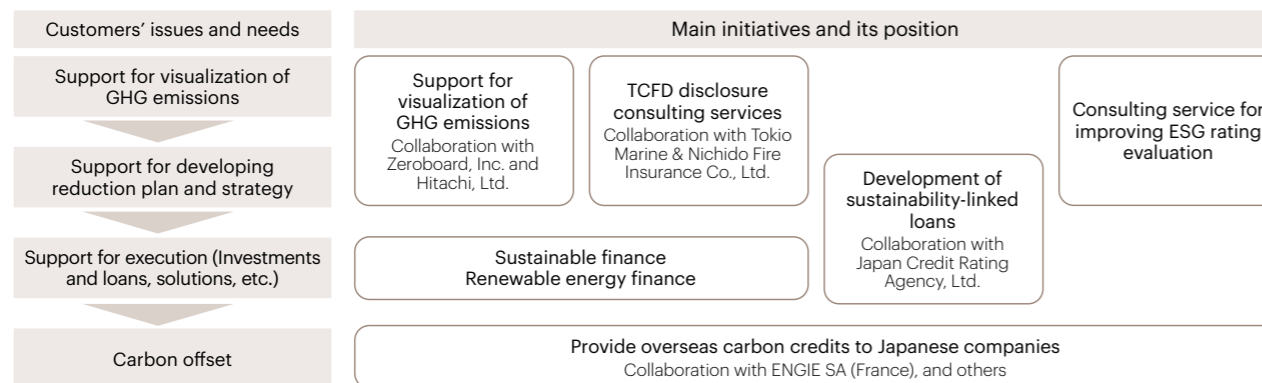 Customers’ issues and needs
Main initiatives and its position
Support for visualization of
GHG emissions
Support for developing
reduction plan and strategy
Support for execution (Investments
and loans, solutions, etc.)
Carbon offset
Support for
visualization of
GHG emissions
Collaboration with
Zeroboard, Inc. and
Hitachi, Ltd.
TCFD disclosure
consulting services
Collaboration with Tokio
Marine & Nichido Fire
Insurance Co., Ltd.
Development of
sustainability-linked
loans
Collaboration with
Japan Credit Rating
Agency, Ltd.
Consulting service for
improving ESG rating
evaluation
Sustainable finance
Renewable energy finance
Provide overseas carbon credits to Japanese companies
Collaboration with ENGIE SA (France), and others